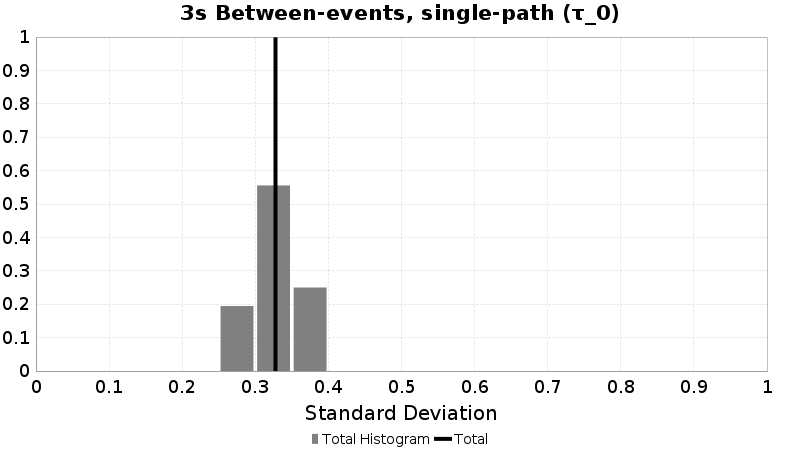 3s Between-events, single-path (τ_0)
1
0.9
0.8
0.7
0.6
0.5
0.4
0.3
0.2
0.1
0
0 0.1 0.2 0.3 0.4 0.5 0.6 0.7 0.8 0.9 1
Standard Deviation
Total Histogram Total